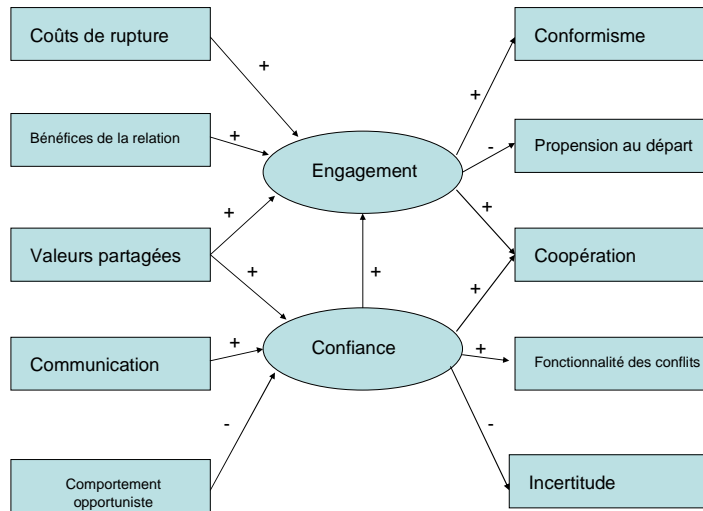 Coûts de rupture
Conformisme
+
+
Bénéfices de la relation
+
-
Propension au départ
Engagement
+
+
Valeurs partagées
Coopération
+
+
+
Communication
+
Confiance
+
Fonctionnalité des conflits
-
-
Comportement
opportuniste
Incertitude